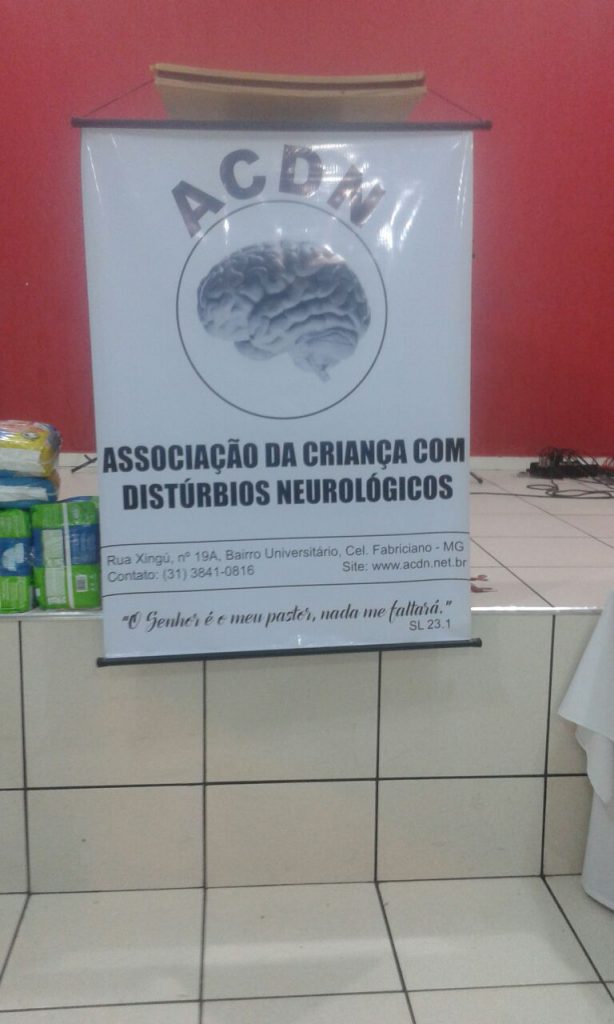 ACDN
ASSOCIAÇÃO DA CRIANÇA COM
DISTÚRBIOS NEUROLÓGICOS
Rua Xingú, nº 19A, Bairro Universitário, Cel. Fabriciano - MG
Contato: (31) 3841-0816 Site: www.acdn.net.br
"O Senhor é o meu pastor, nada me faltará."
SL 23.1